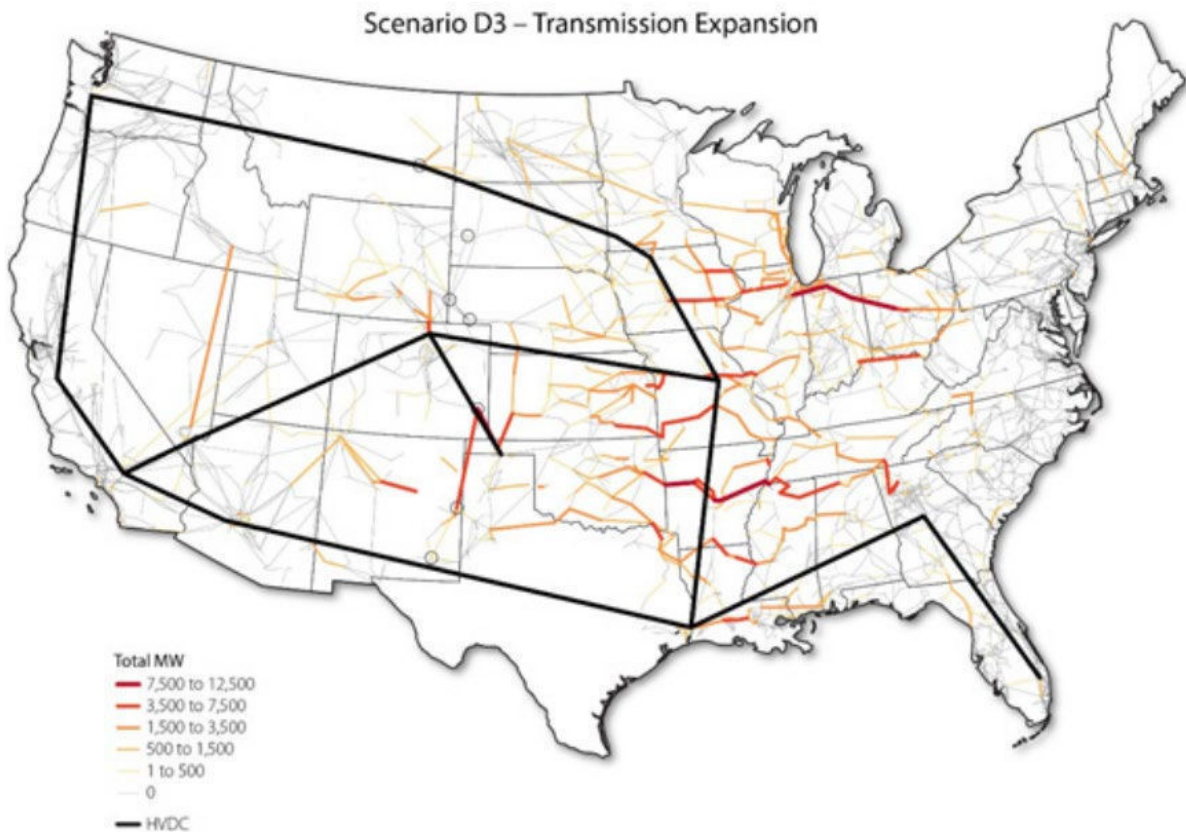 Scenario D3 – Transmission Expansion
Total MW
7,500 to 12,500
3,500 to 7,500
1,500 to 3,500
500 to 1,500
1 to 500
0
HVDC